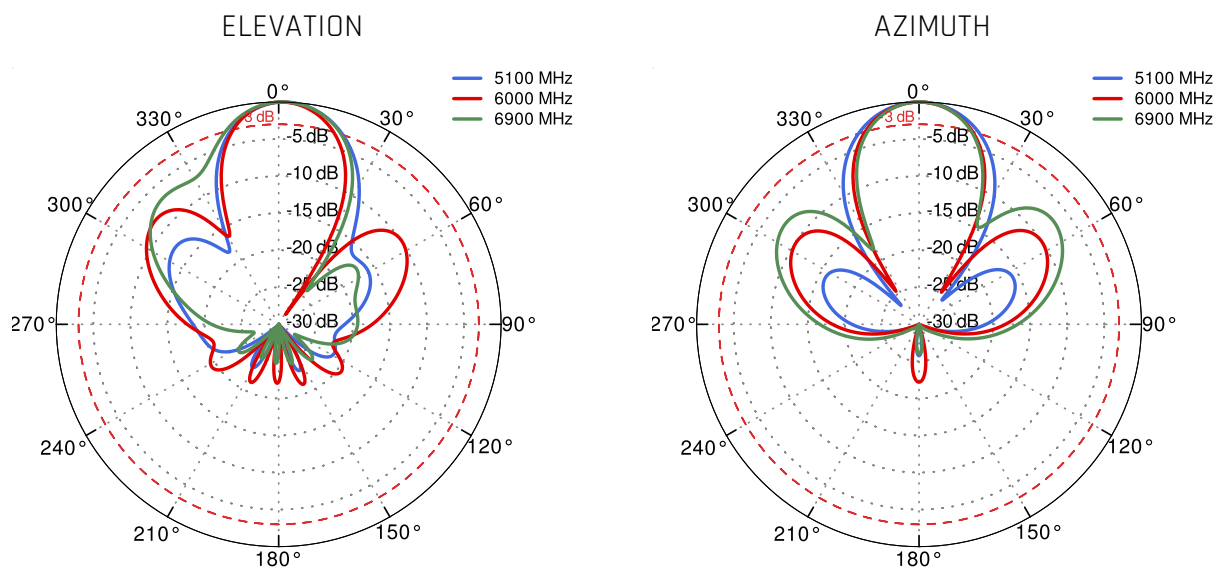 ELEVATION
5100 MHz
6000 MHz
6900 MHz
0°
330°
30°
3 dB
-5 dB
-10 dB
300°
60°
-15 dB
-20 dB
-25 dB
270°
-30 dB
90°
240°
120°
210°
150°
180°
AZIMUTH
5100 MHz
6000 MHz
6900 MHz
0°
330°
30°
3 dB
-5 dB
-10 dB
300°
60°
-15 dB
-20 dB
-25 dB
270°
-30 dB
90°
240°
120°
210°
150°
180°